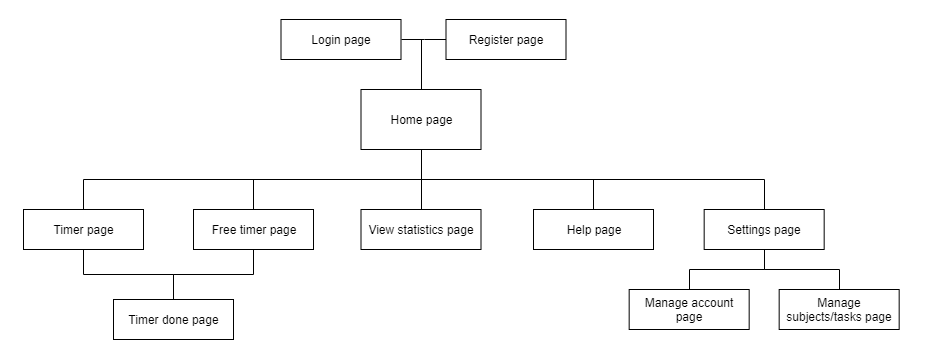 Login page
Register page
Home page
Timer page
Free timer page
View statistics page
Help page
Settings page
Timer done page
Manage account
page
Manage
subjects/tasks page